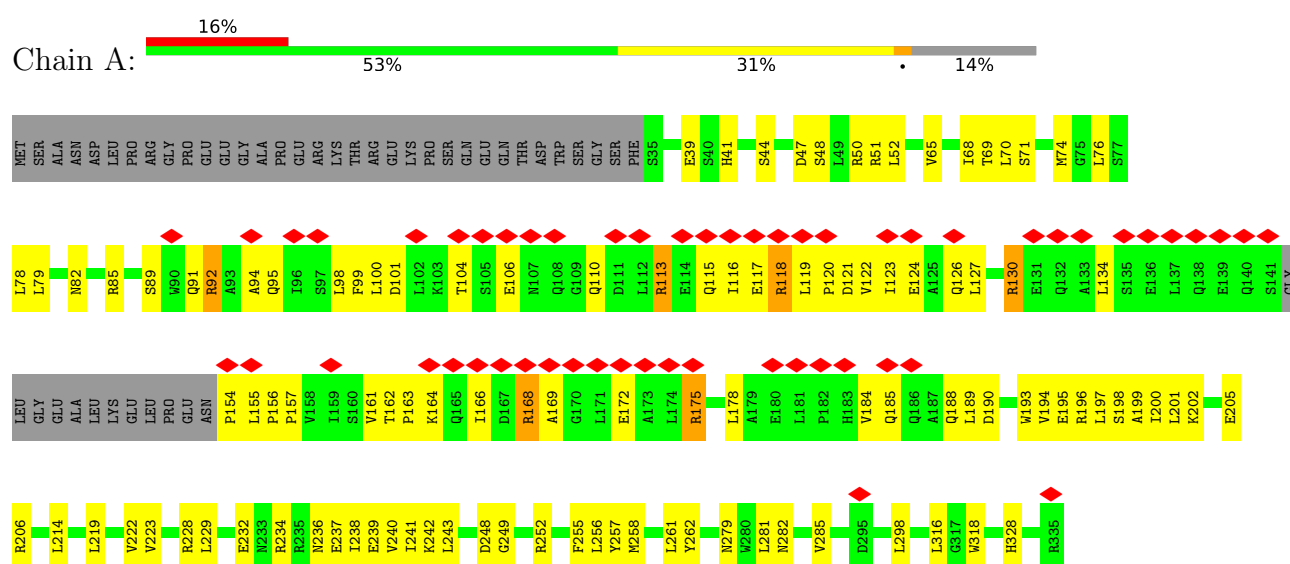 16%
Chain A:
53% 31% • 14%
MET SER ALA ASN ASP LEU PRO ARG GLY PRO GLU GLU GLY ALA PRO GLU ARG LYS THR ARG GLU LYS PRO SER GLN GLU GLN THR ASP TRP SER GLY SER PHE S35 E39 S40 H41 S44 D47 S48 L49 R50 R51 L52 V65 I68 T69 L70 S71 M74 G75 L76 S77
L78 L79 N82 R85 S89 W90 Q91 R92 A93 A94 Q95 I96 S97 L98 F99 L100 D101 L102 K103 T104 S105 E106 N107 Q108 G109 Q110 D111 L112 R113 E114 Q115 I116 E117 R118 L119 P120 D121 V122 I123 E124 A125 Q126 L127 R130 E131 Q132 A133 L134 S135 E136 L137 Q138 E139 Q140 S141 GLY
LEU GLY GLU ALA LEU LYS GLU LEU PRO GLU ASN P154 L155 P156 P157 V158 I159 S160 V161 T162 P163 K164 Q165 I166 D167 R168 A169 G170 L171 E172 A173 L174 R175 L178 A179 E180 L181 P182 H183 V184 Q185 Q186 A187 Q188 L189 D190 W193 V194 E195 R196 L197 S198 A199 I200 L201 K202 E205
R206 L214 L219 V222 V223 R228 L229 E232 N233 R234 R235 N236 E237 I238 E239 V240 I241 K242 L243 D248 G249 R252 F255 L256 Y257 M258 L261 Y262 N279 W280 L281 N282 V285 D295 L298 L316 G317 W318 H328 R335